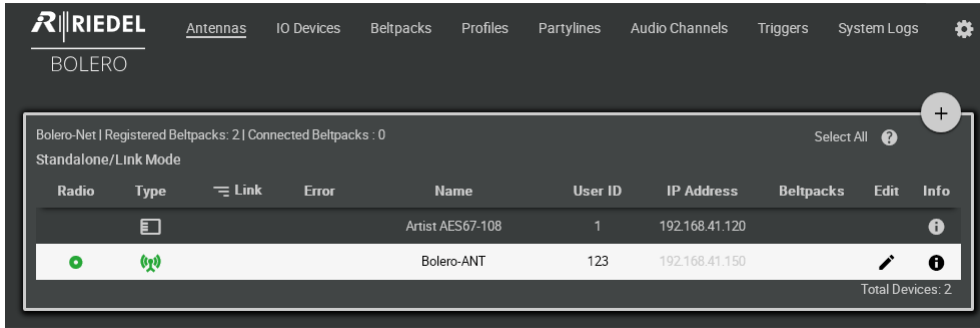 RIEDEL
BOLERO
Antennas IO Devices Beltpacks Profiles Partylines Audio Channels Triggers System Logs
+
Bolero-Net | Registered Beltpacks: 2 | Connected Beltpacks : 0 Select All ?
Standalone/Link Mode
Radio Type Link Error Name User ID IP Address Beltpacks Edit Info
Artist AES67-108 1 192.168.41.120
Bolero-ANT 123 192.168.41.150
Total Devices: 2